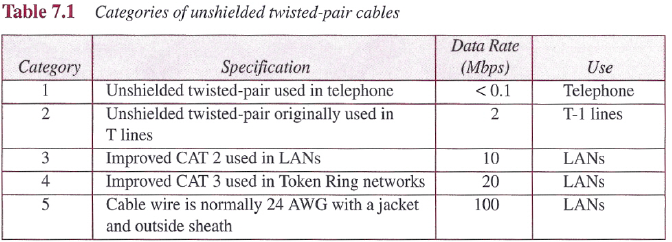 Table 7.1 Categories of unshielded twisted-pair cables
Category Specification Data Rate (Mbps) Use
1 Unshielded twisted-pair used in telephone < 0.1 Telephone
2 Unshielded twisted-pair originally used in 2 T-1 lines
T lines
3 Improved CAT 2 used in LANs 10 LANs
4 Improved CAT 3 used in Token Ring networks 20 LANs
5 Cable wire is normally 24 AWG with a jacket 100 LANs
and outside sheath